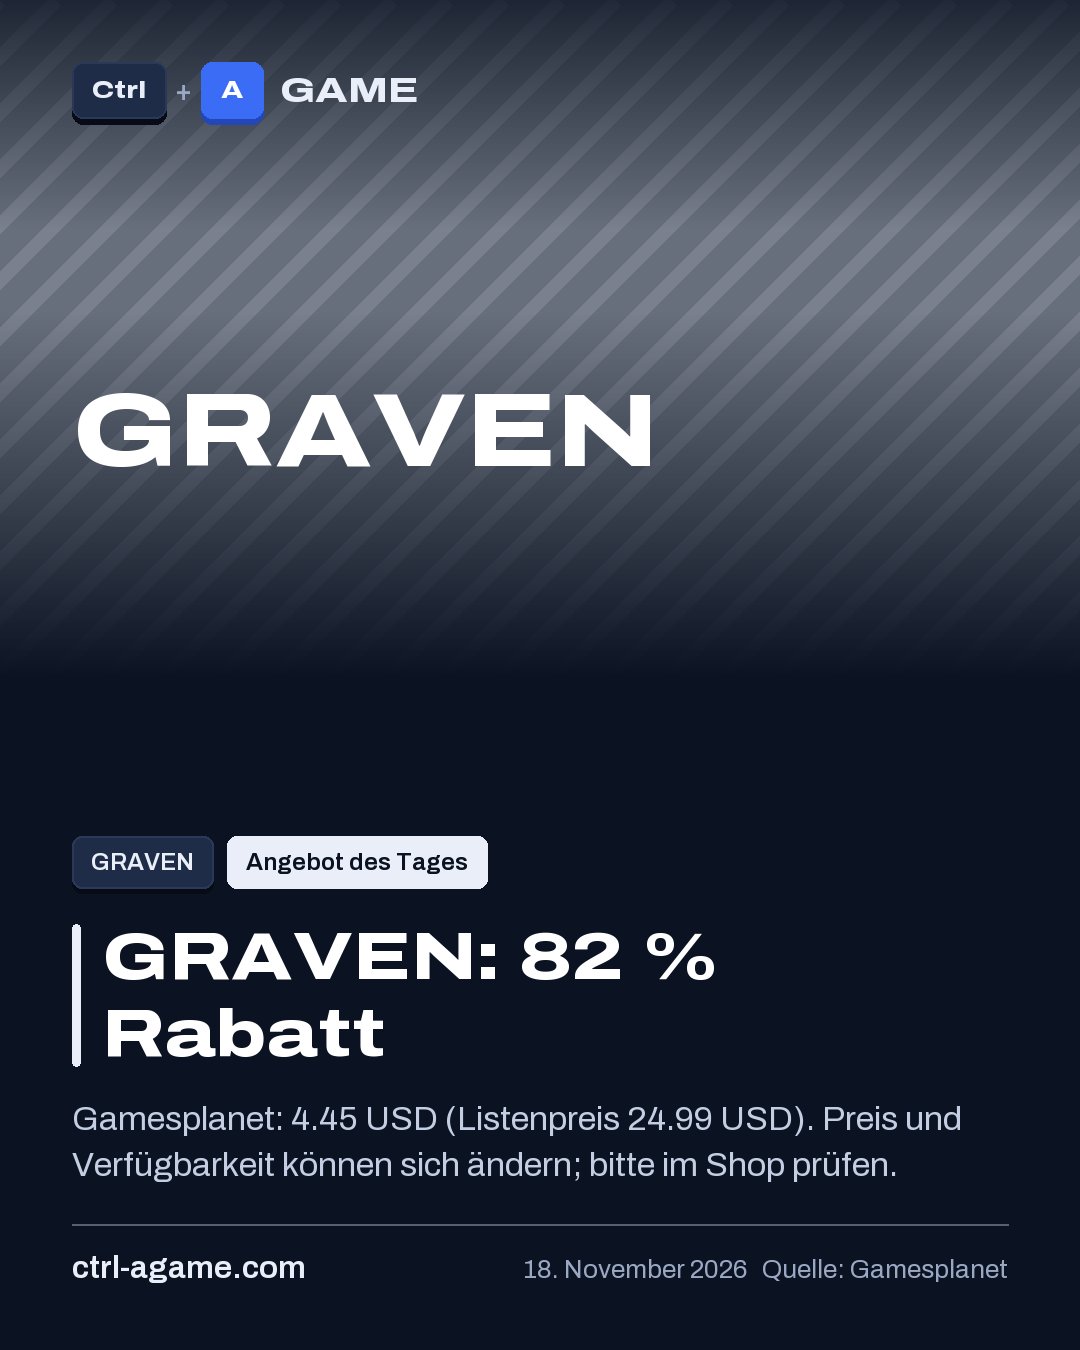 Ctrl + A GAME
GRAVEN
GRAVEN Angebot des Tages
GRAVEN: 82 %
Rabatt
Gamesplanet: 4.45 USD (Listenpreis 24.99 USD). Preis und
Verfügbarkeit können sich ändern; bitte im Shop prüfen.
ctrl-agame.com 18. November 2026 Quelle: Gamesplanet